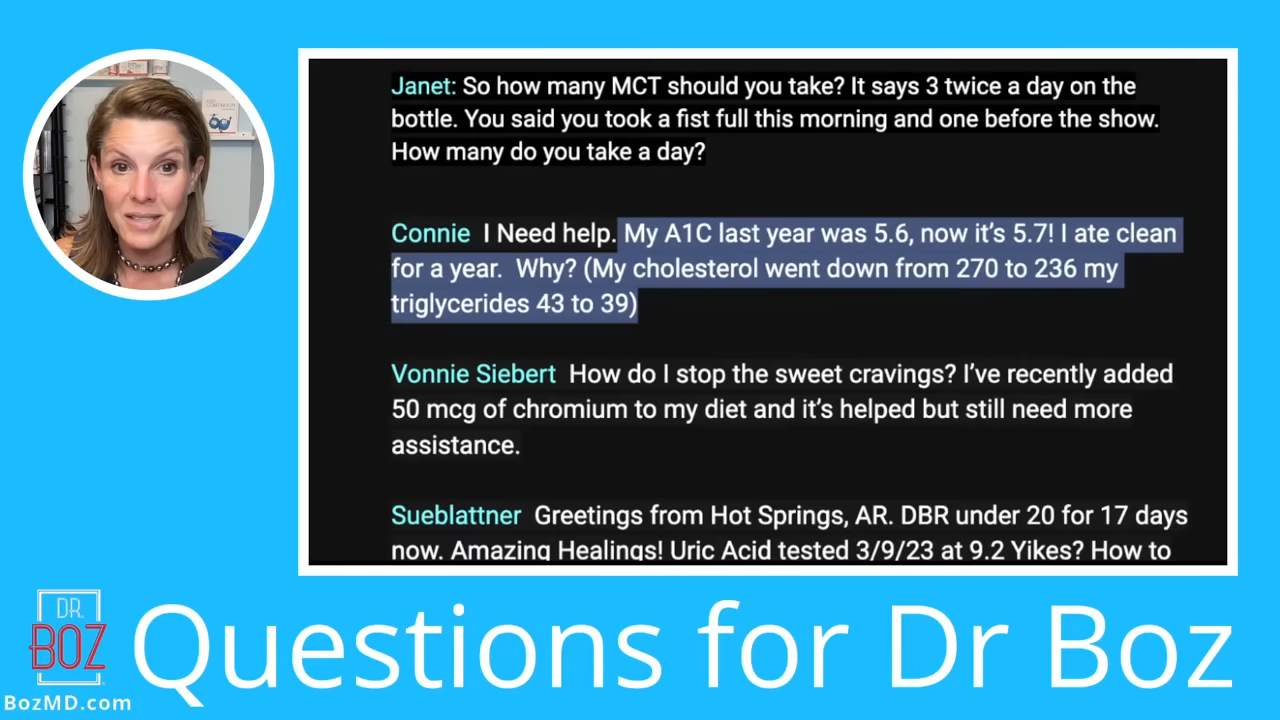 Janet: So how many MCT should you take? It says 3 twice a day on the
bottle. You said you took a fist full this morning and one before the show.
How many do you take a day?
Connie I Need help. My A1C last year was 5.6, now it's 5.7! I ate clean
for a year. Why? (My cholesterol went down from 270 to 236 my
triglycerides 43 to 39)
Vonnie Siebert How do I stop the sweet cravings? I've recently added
50 mcg of chromium to my diet and it's helped but still need more
assistance.
Sueblattner Greetings from Hot Springs, AR. DBR under 20 for 17 days
now. Amazing Healings! Uric Acid tested 3/9/23 at 9.2 Yikes? How to
DR.
BOZ
BozMD.com
Questions for Dr Boz